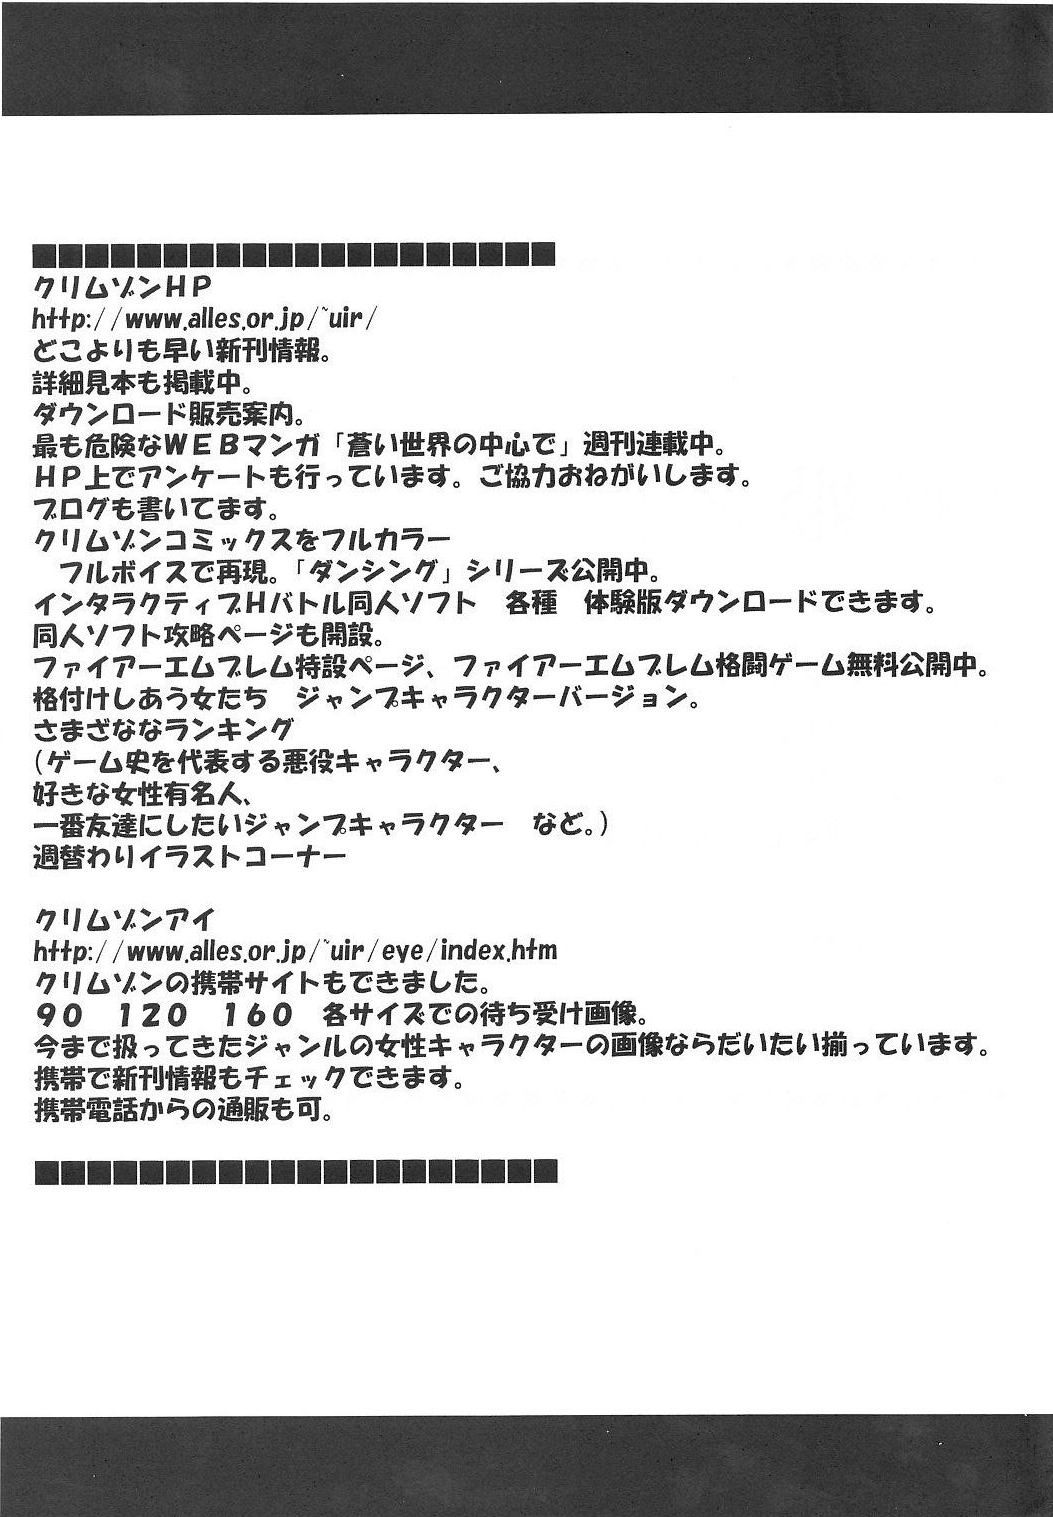 ■■■■■■■■■■■■■■■■■■■■
クリムゾンＨＰ
http://www.alles.or.jp/~uir/
どこよりも早い新刊情報。
詳細見本も掲載中。
ダウンロード販売案内。
最も危険なＷＥＢマンガ「蒼い世界の中心で」週刊連載中。
ＨＰ上でアンケートも行っています。ご協力おねがいします。
ブログも書いてます。
クリムゾンコミックスをフルカラー
　フルボイスで再現。「ダンシング」シリーズ公開中。
インタラクティブＨバトル同人ソフト　各種　体験版ダウンロードできます。
同人ソフト攻略ページも開設。
ファイアーエムブレム特設ページ、ファイアーエムブレム格闘ゲーム無料公開中。
格付けしあう女たち　ジャンプキャラクターバージョン。
さまざななランキング
（ゲーム史を代表する悪役キャラクター、
好きな女性有名人、
一番友達にしたいジャンプキャラクター　など。）
週替わりイラストコーナー

クリムゾンアイ
http://www.alles.or.jp/~uir/eye/index.htm
クリムゾンの携帯サイトもできました。
９０　１２０　１６０　各サイズでの待ち受け画像。
今まで扱ってきたジャンルの女性キャラクターの画像ならだいたい揃っています。
携帯で新刊情報もチェックできます。
携帯電話からの通販も可。

■■■■■■■■■■■■■■■■■■■■